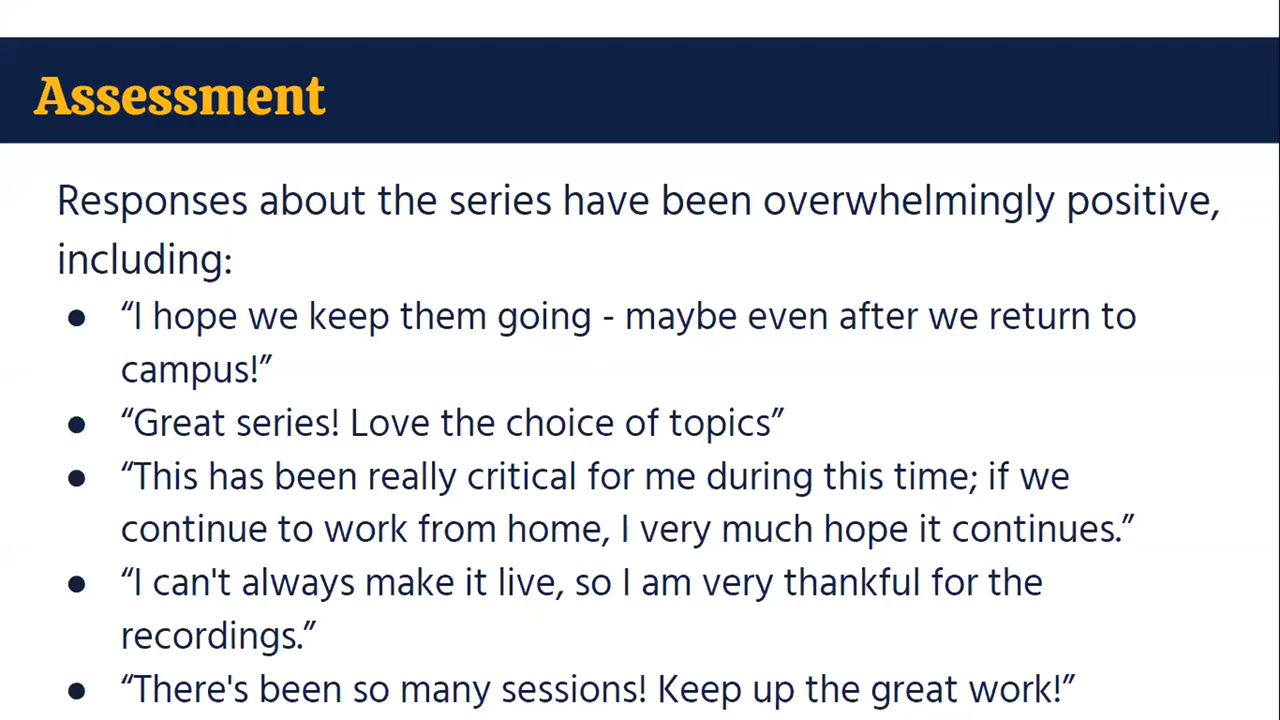 Assessment
Responses about the series have been overwhelmingly positive,
including:
● “I hope we keep them going - maybe even after we return to
campus!”
● “Great series! Love the choice of topics”
● “This has been really critical for me during this time; if we
continue to work from home, I very much hope it continues.”
● “I can't always make it live, so I am very thankful for the
recordings.”
● “There's been so many sessions! Keep up the great work!”